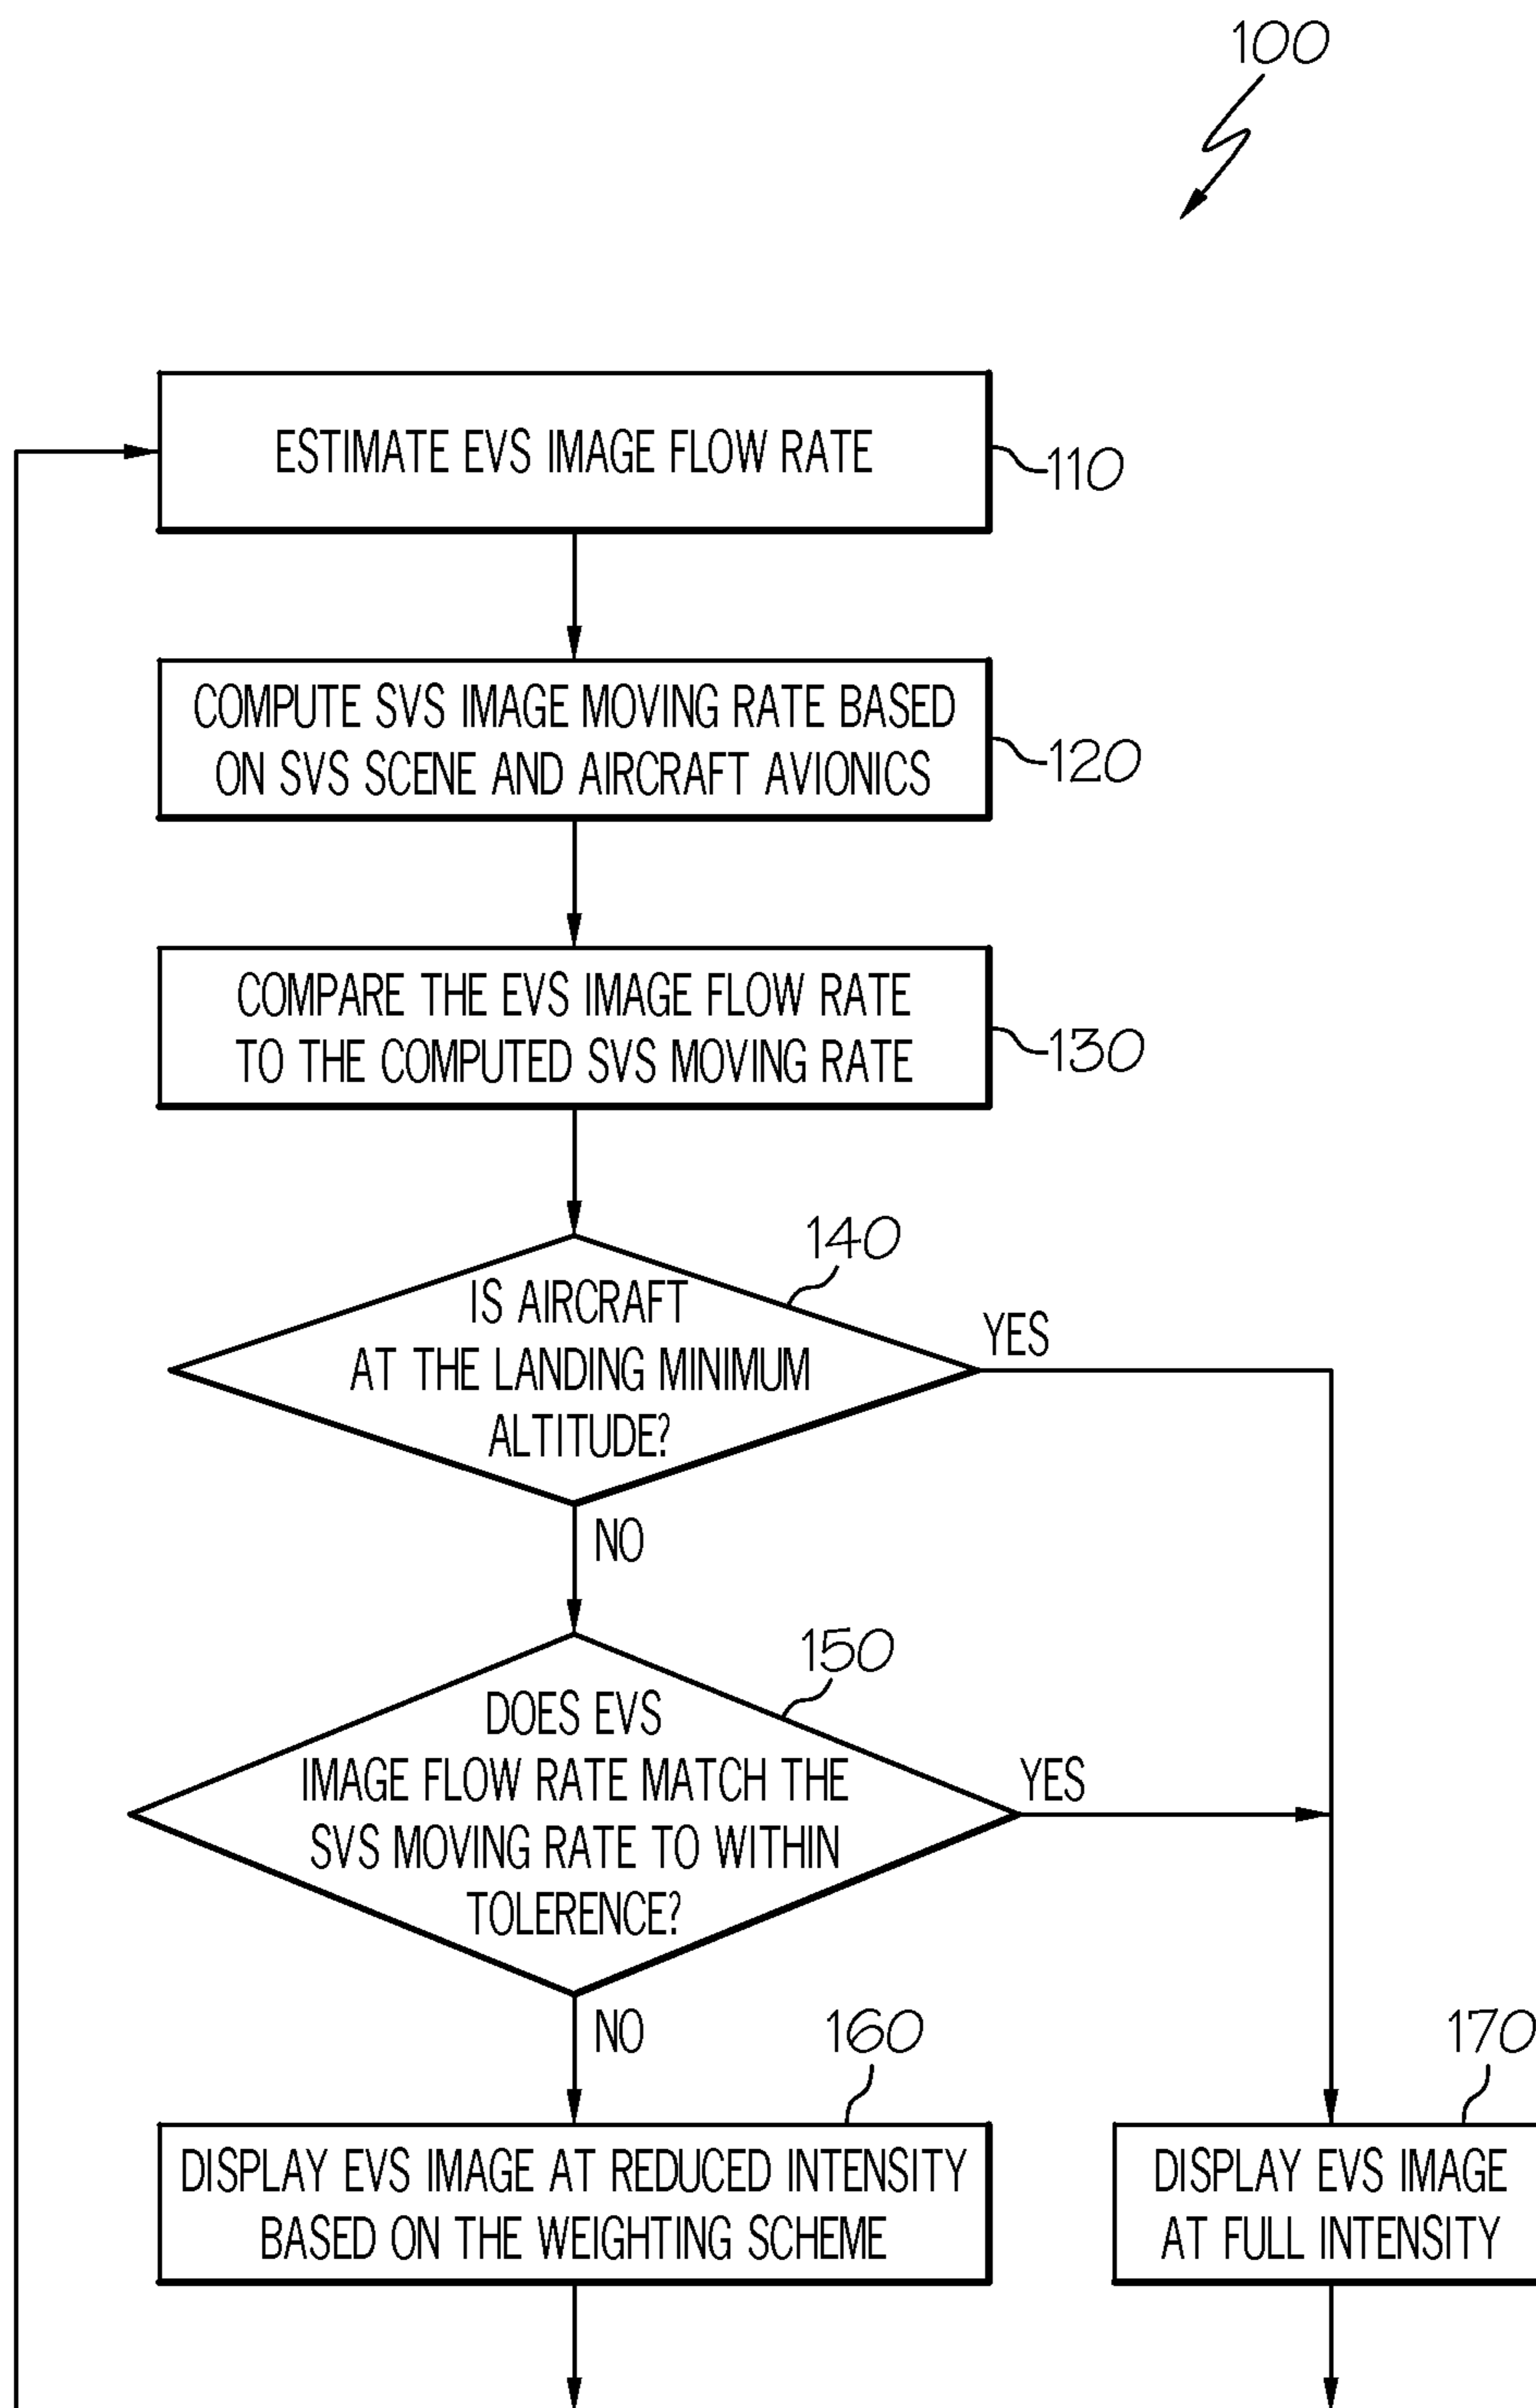 100
ESTIMATE EVS IMAGE FLOW RATE
110
COMPUTE SVS IMAGE MOVING RATE BASED
ON SVS SCENE AND AIRCRAFT AVIONICS
120
COMPARE THE EVS IMAGE FLOW RATE
TO THE COMPUTED SVS MOVING RATE
130
140
IS AIRCRAFT
AT THE LANDING MINIMUM
ALTITUDE?
YES
NO
150
DOES EVS
IMAGE FLOW RATE MATCH THE
SVS MOVING RATE TO WITHIN
TOLERENCE?
YES
NO
160
DISPLAY EVS IMAGE AT REDUCED INTENSITY
BASED ON THE WEIGHTING SCHEME
170
DISPLAY EVS IMAGE
AT FULL INTENSITY